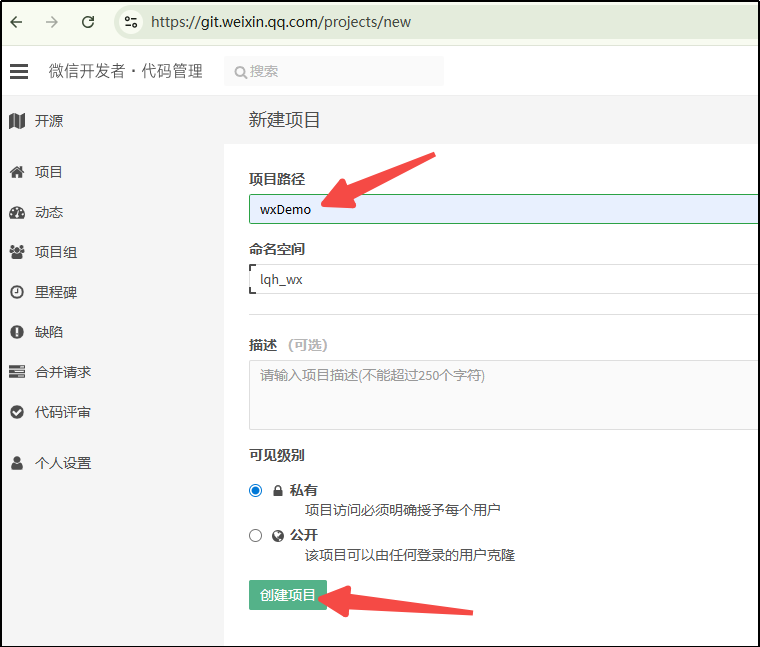 https://git.weixin.qq.com/projects/new
微信开发者・代码管理
搜索
开源
项目
动态
项目组
里程碑
缺陷
合并请求
代码评审
个人设置
新建项目
项目路径
wxDemo
命名空间
lqh_wx
描述 (可选)
请输入项目描述(不能超过250个字符)
可见级别
私有
项目访问必须明确授予每个用户
公开
该项目可以由任何登录的用户克隆
创建项目